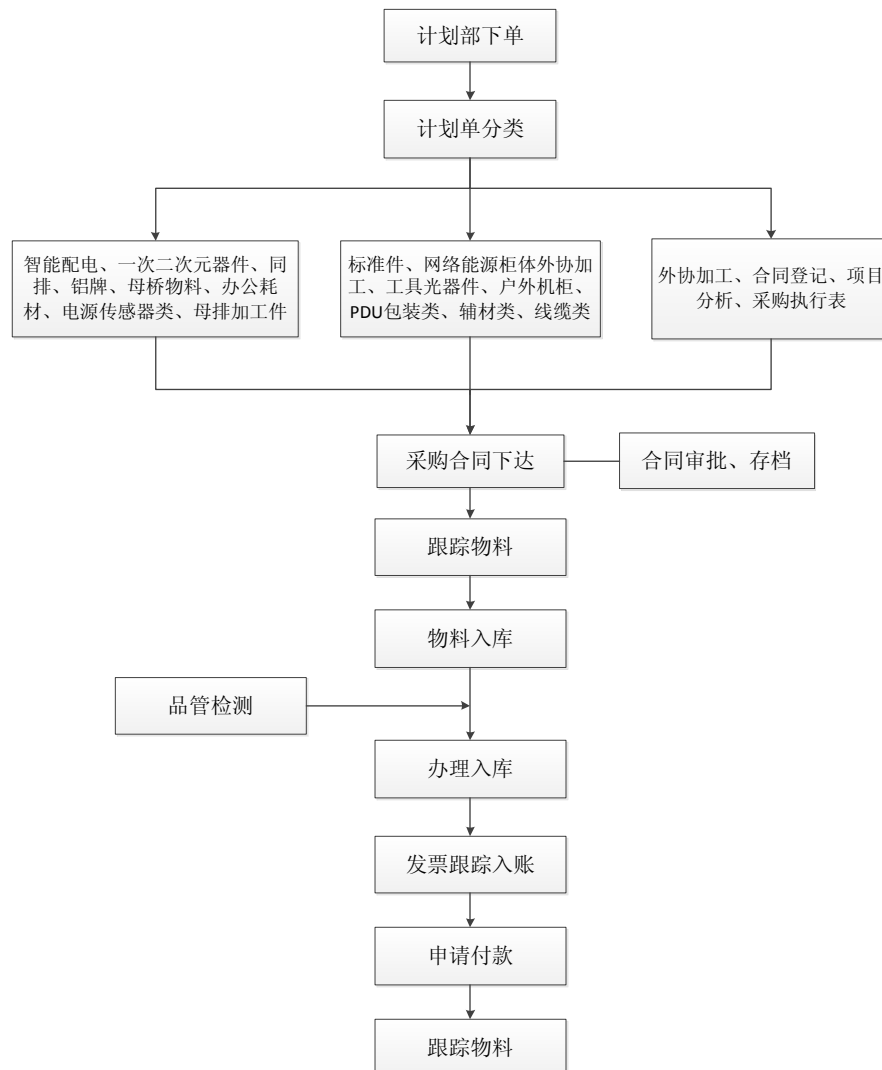 计划部下单
计划单分类
智能配电、一次二次元器件、同
排、铝牌、母桥物料、办公耗
材、电源传感器类、母排加工件
标准件、网络能源柜体外协加
工、工具光器件、户外机柜、
PDU包装类、辅材类、线缆类
外协加工、合同登记、项目
分析、采购执行表
采购合同下达
合同审批、存档
跟踪物料
物料入库
品管检测
办理入库
发票跟踪入账
申请付款
跟踪物料